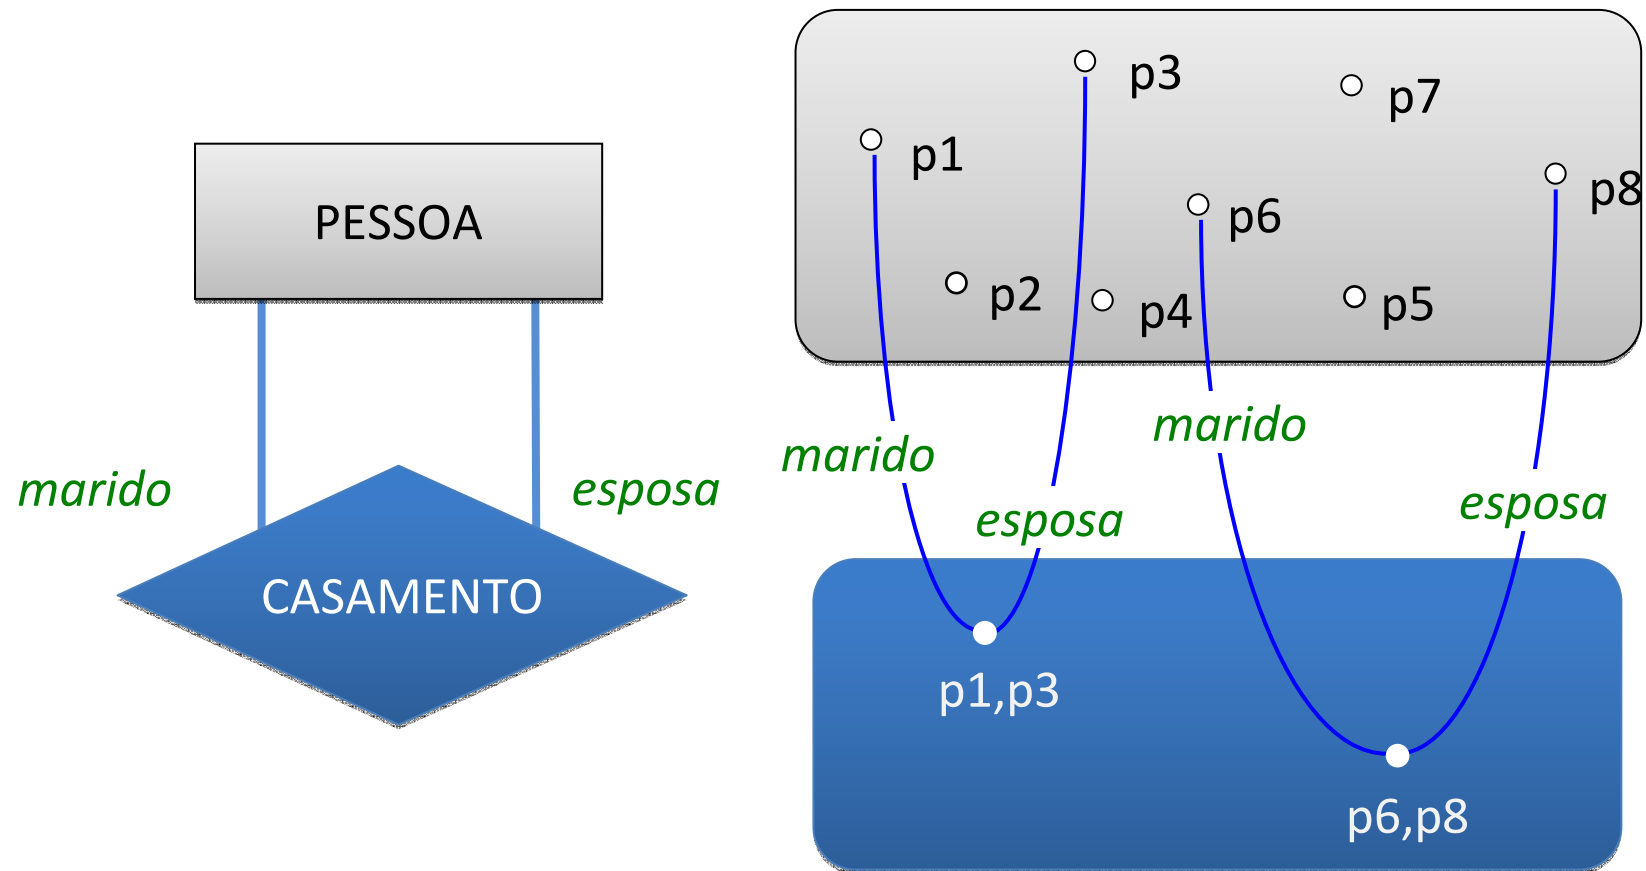 PESSOA
marido
esposa
CASAMENTO
p3
p7
p1
p8
p6
p2
p4
p5
marido
marido
esposa
esposa
p1,p3
p6,p8